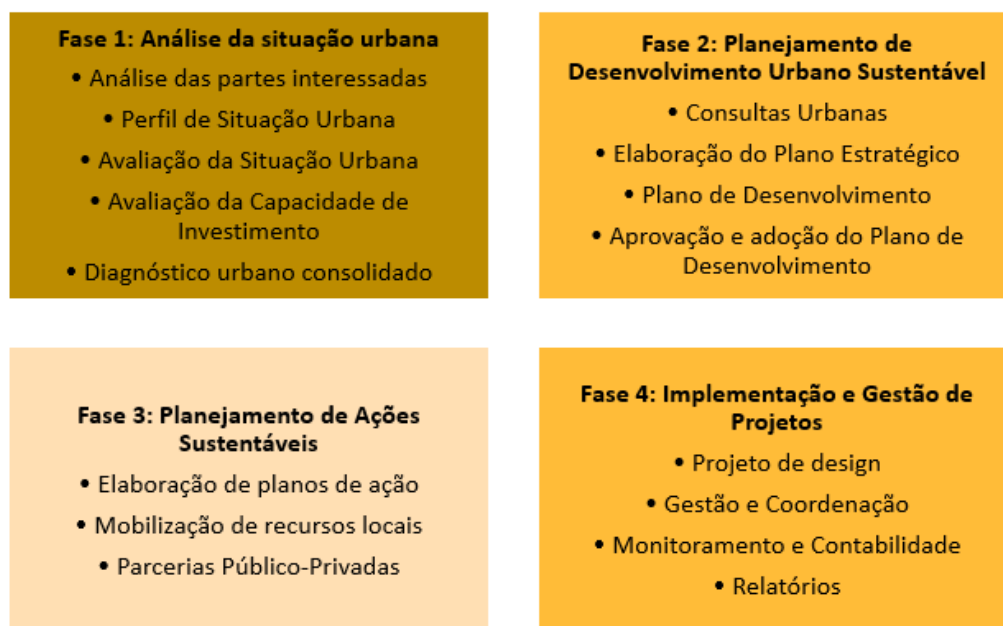 Fase 1: Análise da situação urbana
• Análise das partes interessadas
• Perfil de Situação Urbana
• Avaliação da Situação Urbana
• Avaliação da Capacidade de
Investimento
• Diagnóstico urbano consolidado
Fase 2: Planejamento de
Desenvolvimento Urbano Sustentável
• Consultas Urbanas
• Elaboração do Plano Estratégico
• Plano de Desenvolvimento
• Aprovação e adoção do Plano de
Desenvolvimento
Fase 3: Planejamento de Ações
Sustentáveis
• Elaboração de planos de ação
• Mobilização de recursos locais
• Parcerias Público-Privadas
Fase 4: Implementação e Gestão de
Projetos
• Projeto de design
• Gestão e Coordenação
• Monitoramento e Contabilidade
• Relatórios